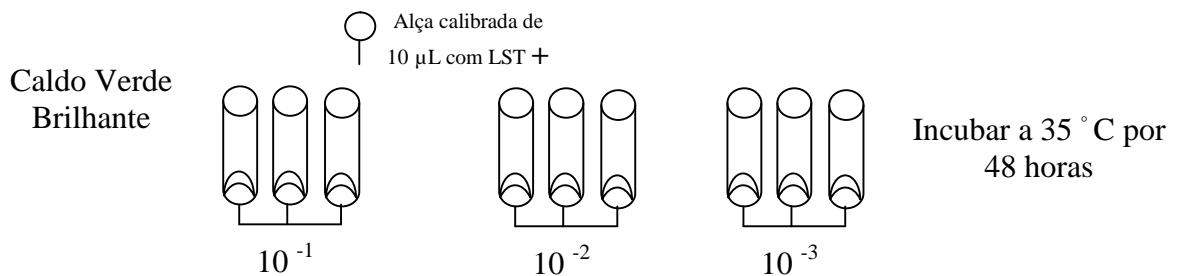 Alça calibrada de
10 µL com LST +
Caldo Verde
Brilhante
Incubar a 35 °C por
48 horas
10 -1
10 -2
10 -3